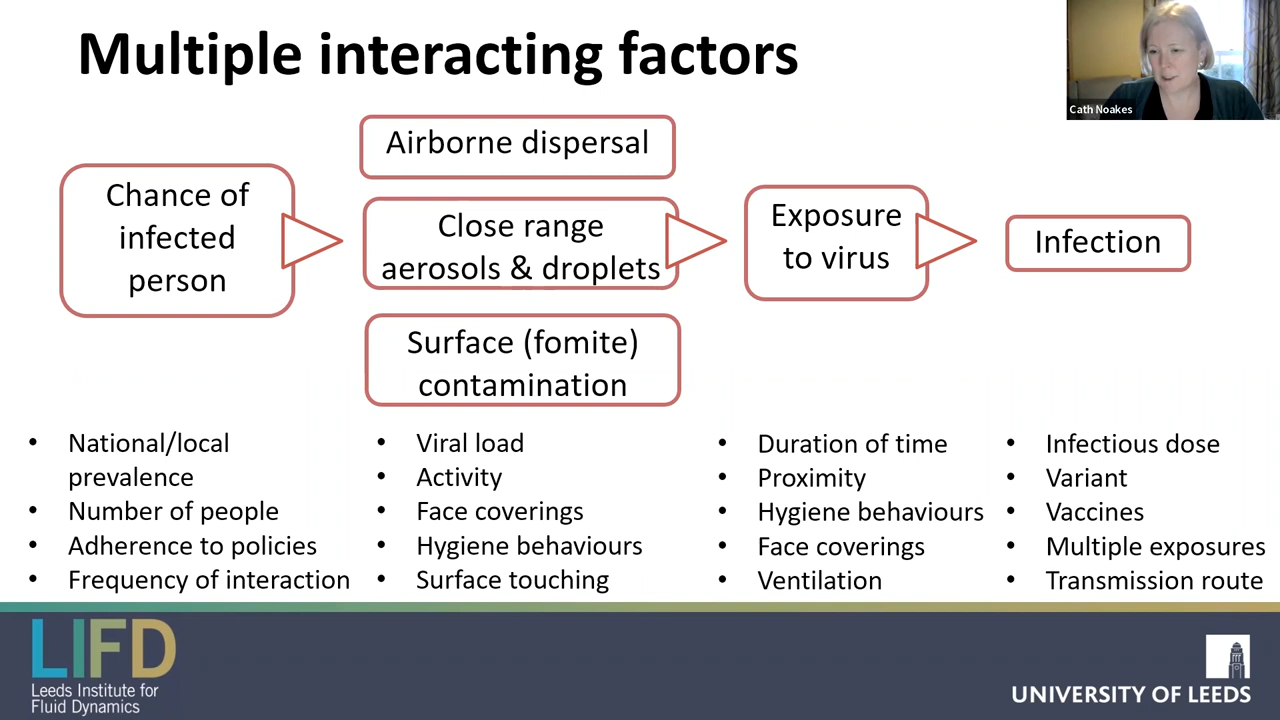 Multiple interacting factors
Cath Noakes
Airborne dispersal
Chance of
infected
person
Close range
aerosols & droplets
Exposure
to virus
Infection
Surface (fomite)
contamination
• National/local
prevalence
• Number of people
• Adherence to policies
• Frequency of interaction
• Viral load
• Activity
• Face coverings
• Hygiene behaviours
• Surface touching
• Duration of time
• Proximity
• Hygiene behaviours
• Face coverings
• Ventilation
• Infectious dose
• Variant
• Vaccines
• Multiple exposures
• Transmission route
LIFD
Leeds Institute for
Fluid Dynamics
UNIVERSITY OF LEEDS